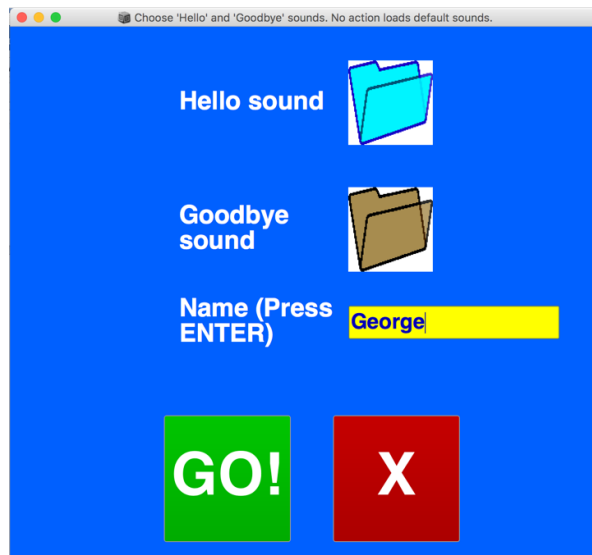 Choose 'Hello' and 'Goodbye' sounds. No action loads default sounds.
Hello sound
Goodbye
sound
Name (Press
ENTER)
George
GO!
X